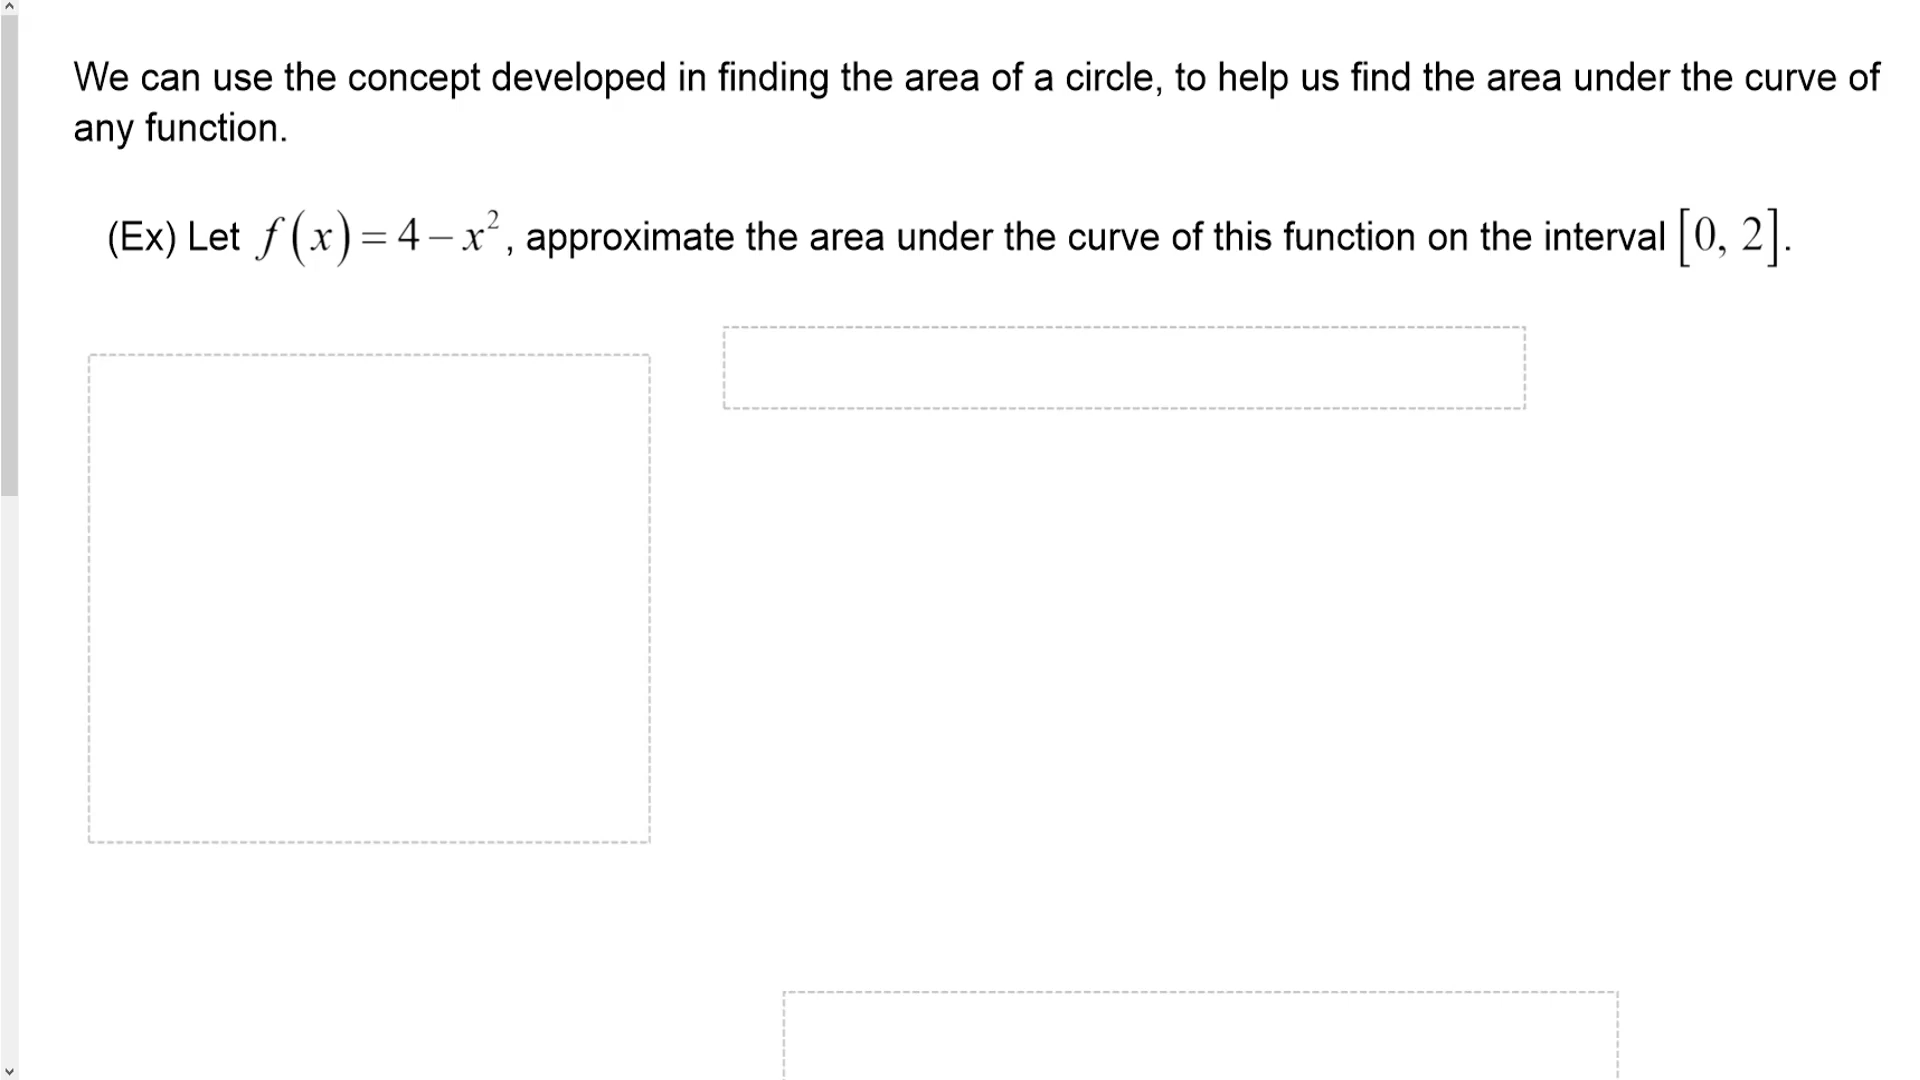 We can use the concept developed in finding the area of a circle, to help us find the area under the curve of
any function.
(Ex) Let f(x)=4−x², approximate the area under the curve of this function on the interval [0, 2].